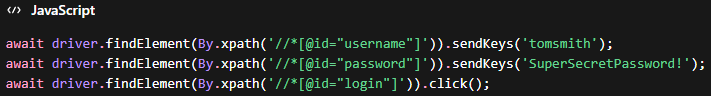 </> JavaScript
await driver.findElement(By.xpath('//*[@id="username"]')).sendKeys('tomsmith');
await driver.findElement(By.xpath('//*[@id="password"]')).sendKeys('SuperSecretPassword!');
await driver.findElement(By.xpath('//*[@id="login"]')).click();